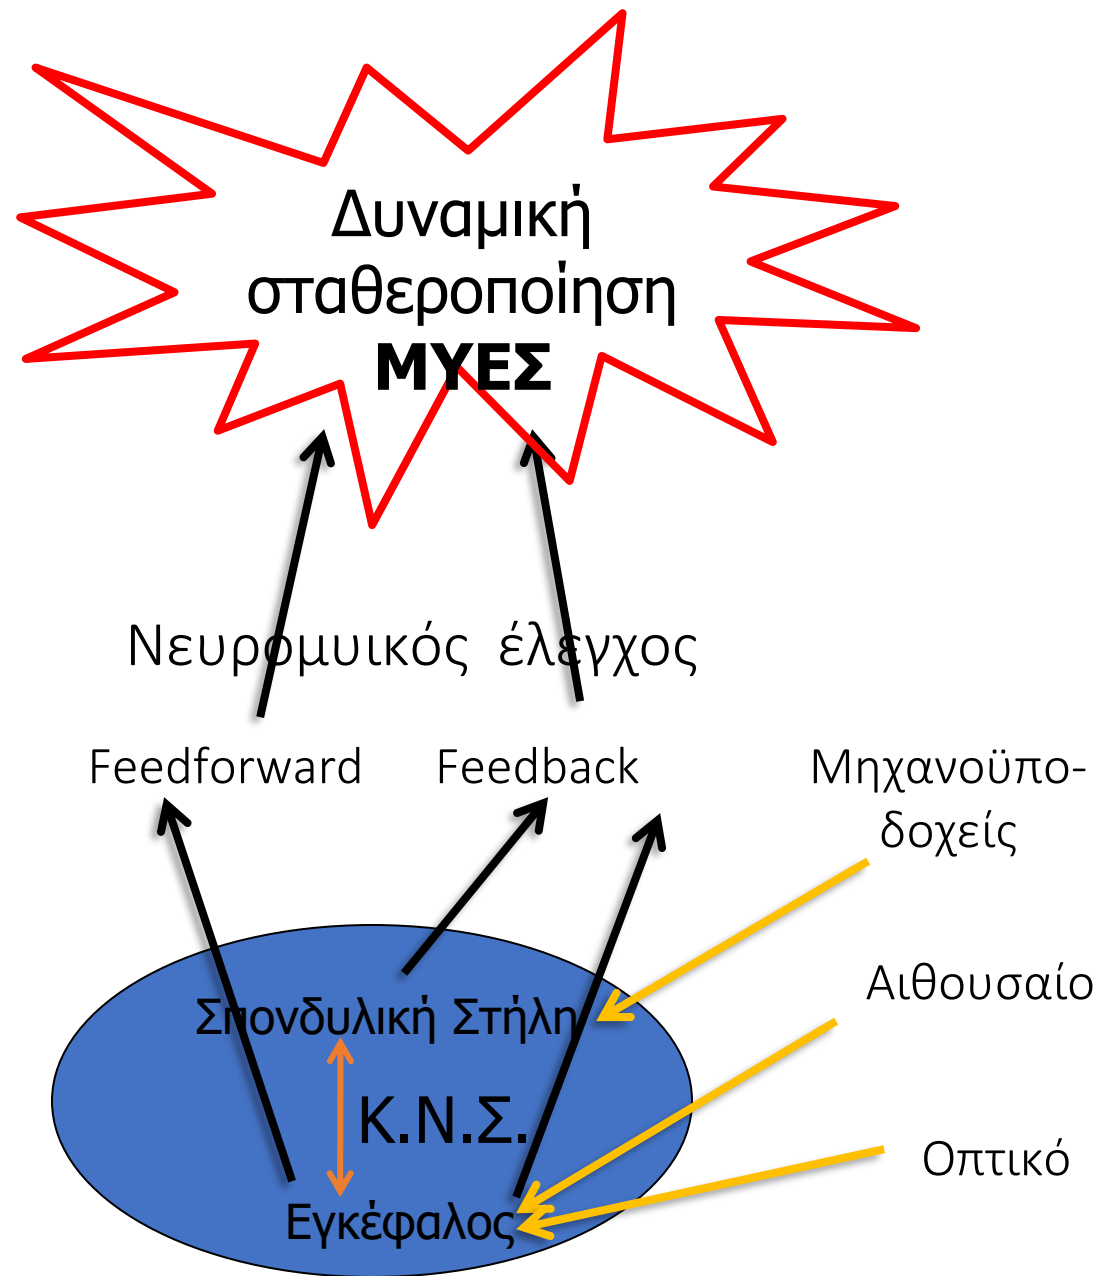 Δυναμική
σταθεροποίηση
ΜΥΕΣ
Νευρομυικός έλεγχος
Feedforward Feedback
Μηχανοϋπο-
δοχείς
Αιθουσαίο
Σπονδυλική Στήλη
Κ.Ν.Σ.
Οπτικό
Εγκέφαλος